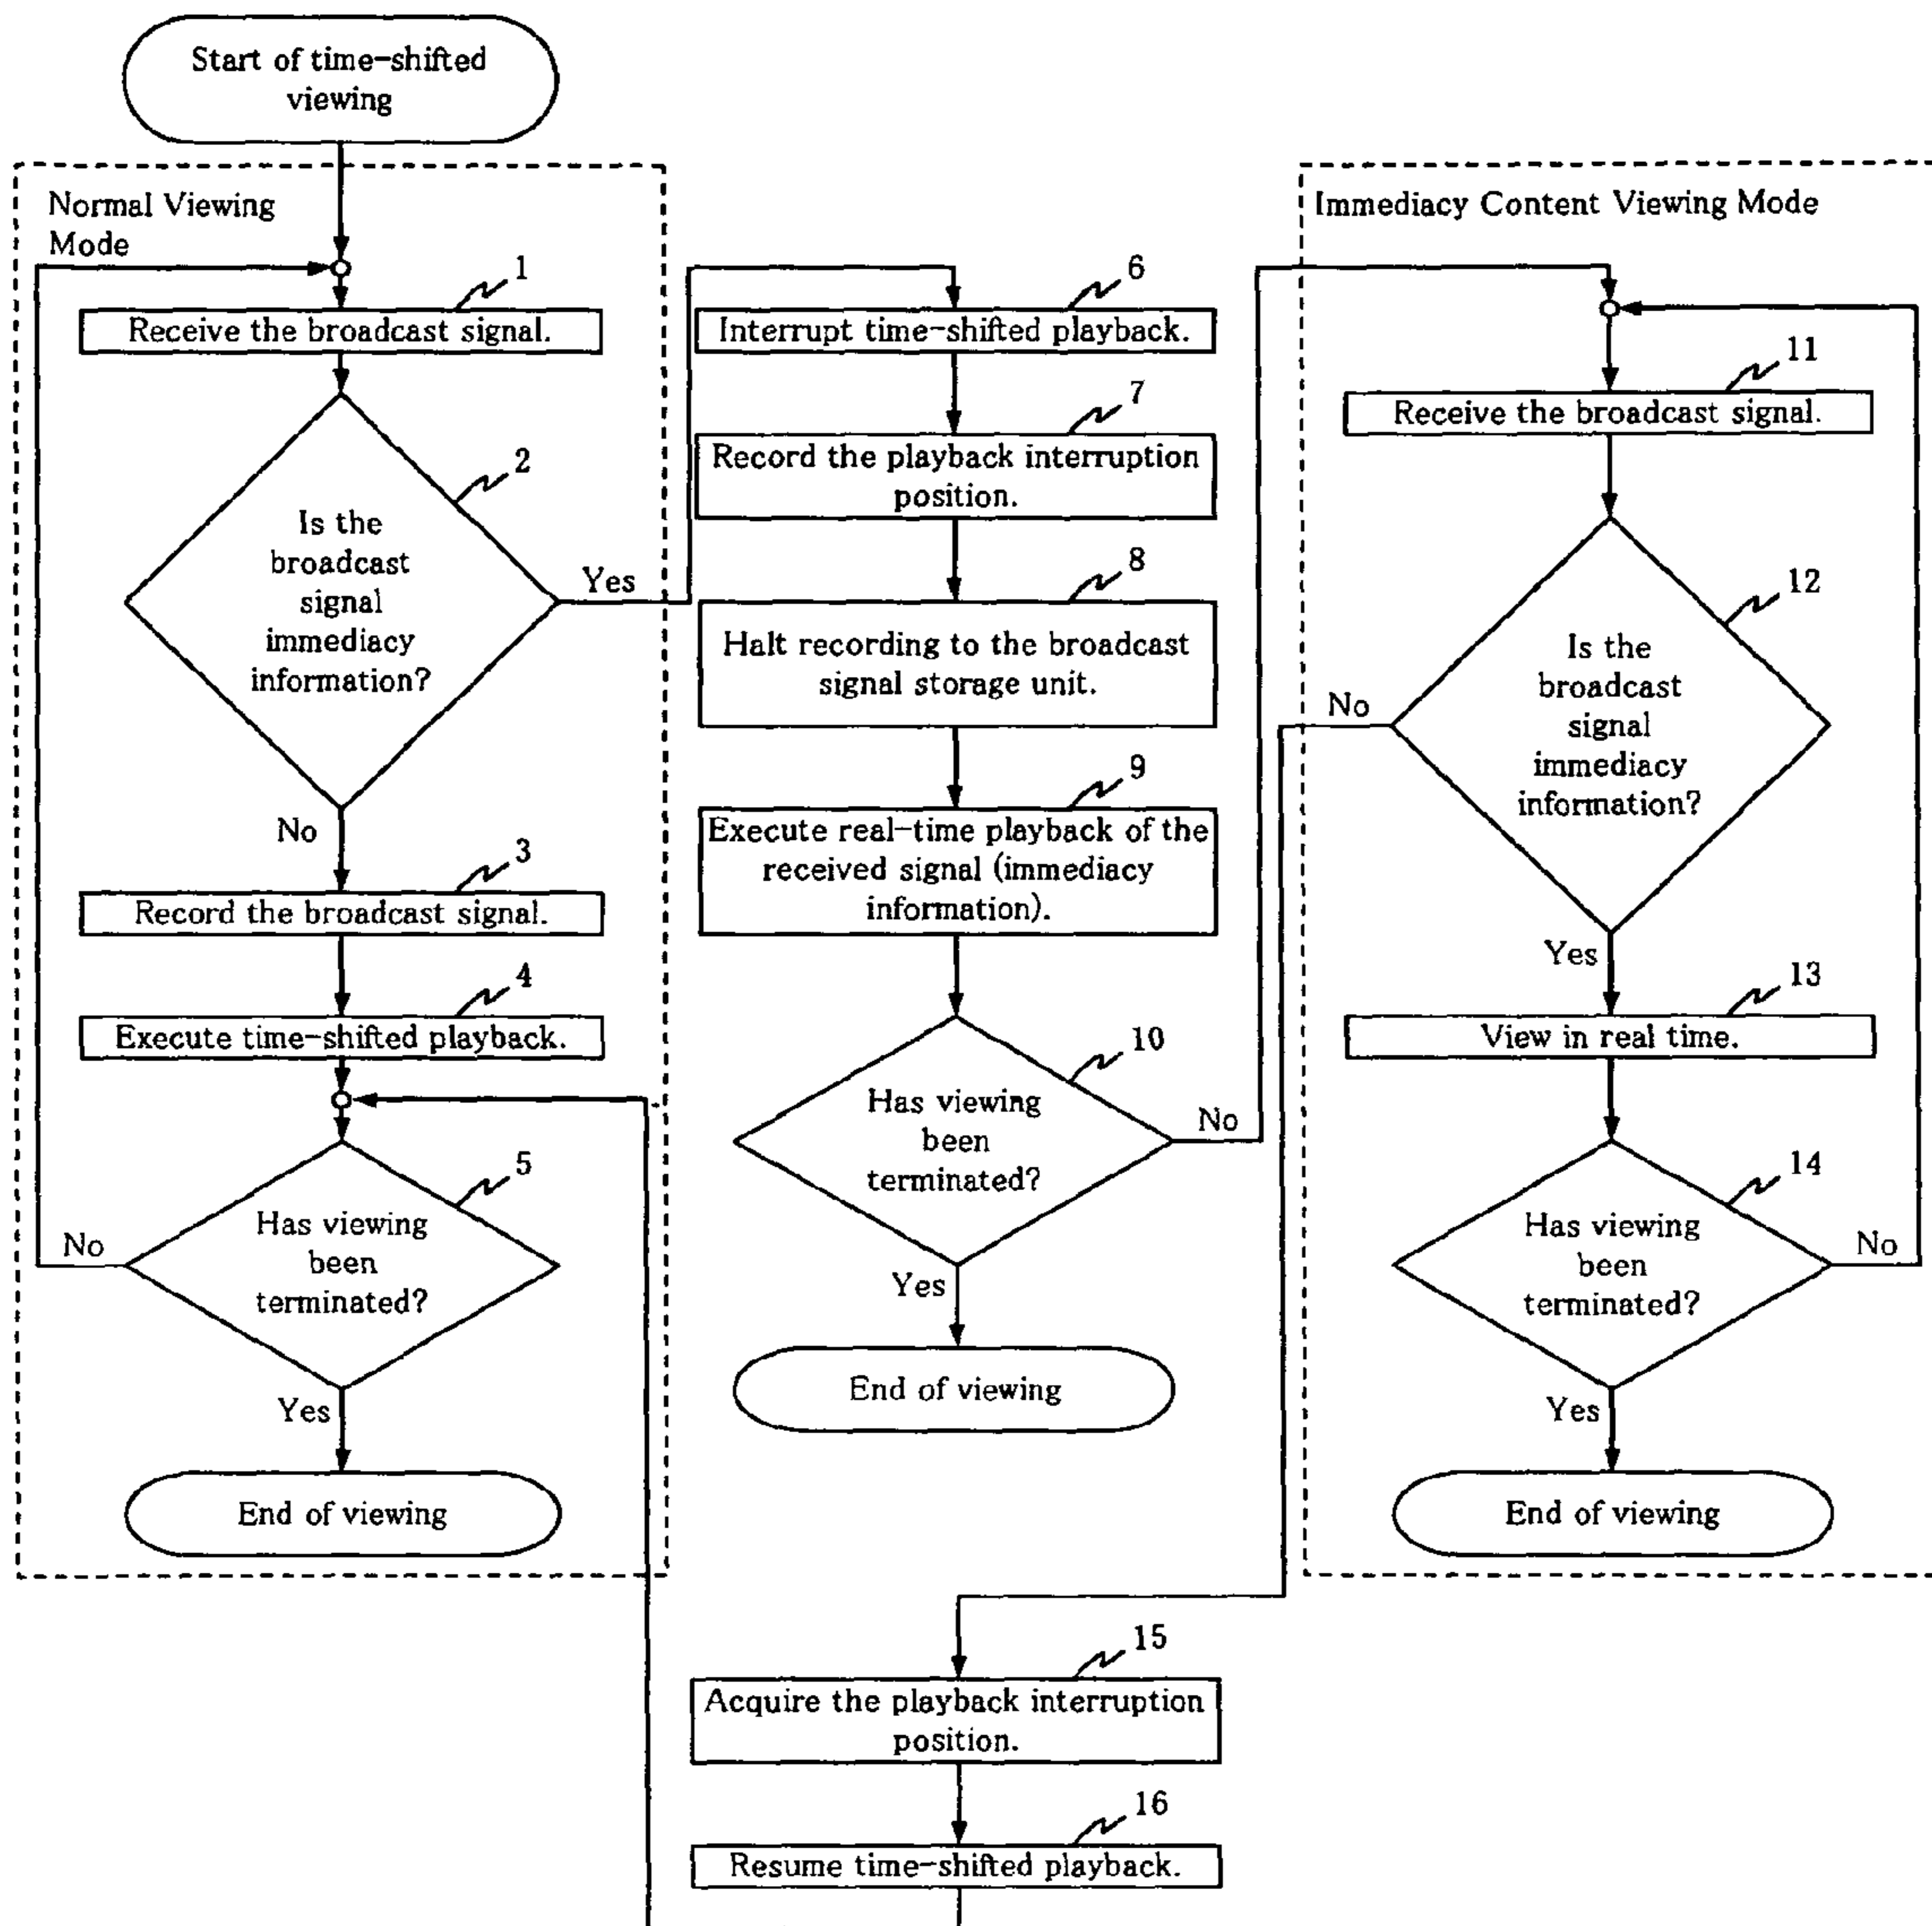 Start of time-shifted
viewing
Normal Viewing
Mode
1
Receive the broadcast signal.
2
Is the
broadcast
signal
immediacy
information?
Yes
No
3
Record the broadcast signal.
4
Execute time-shifted playback.
5
Has viewing
been
terminated?
No
Yes
End of viewing
6
Interrupt time-shifted playback.
7
Record the playback interruption
position.
8
Halt recording to the broadcast
signal storage unit.
9
Execute real-time playback of the
received signal (immediacy
information).
10
Has viewing
been
terminated?
No
Yes
End of viewing
Immediacy Content Viewing Mode
11
Receive the broadcast signal.
12
Is the
broadcast
signal
immediacy
information?
No
Yes
13
View in real time.
14
Has viewing
been
terminated?
No
Yes
End of viewing
15
Acquire the playback interruption
position.
16
Resume time-shifted playback.